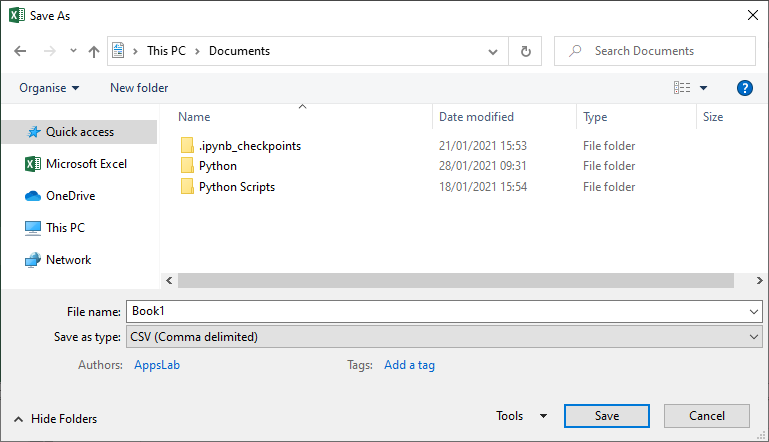 Save As
This PC > Documents
Search Documents
Organise
New folder
Name Date modified Type Size
Quick access
Microsoft Excel
OneDrive
This PC
Network
.ipynb_checkpoints 21/01/2021 15:53 File folder
Python 28/01/2021 09:31 File folder
Python Scripts 18/01/2021 15:54 File folder
File name: Book1
Save as type: CSV (Comma delimited)
Authors: AppsLab Tags: Add a tag
Hide Folders
Tools Save Cancel